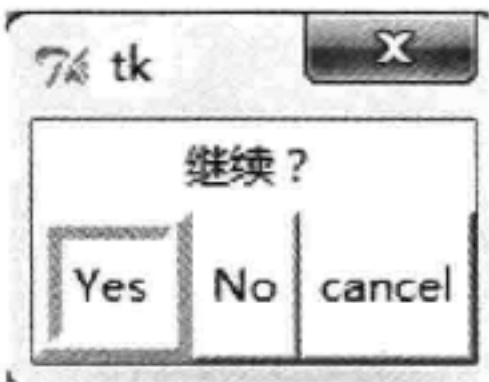 tk
继续？
Yes No cancel